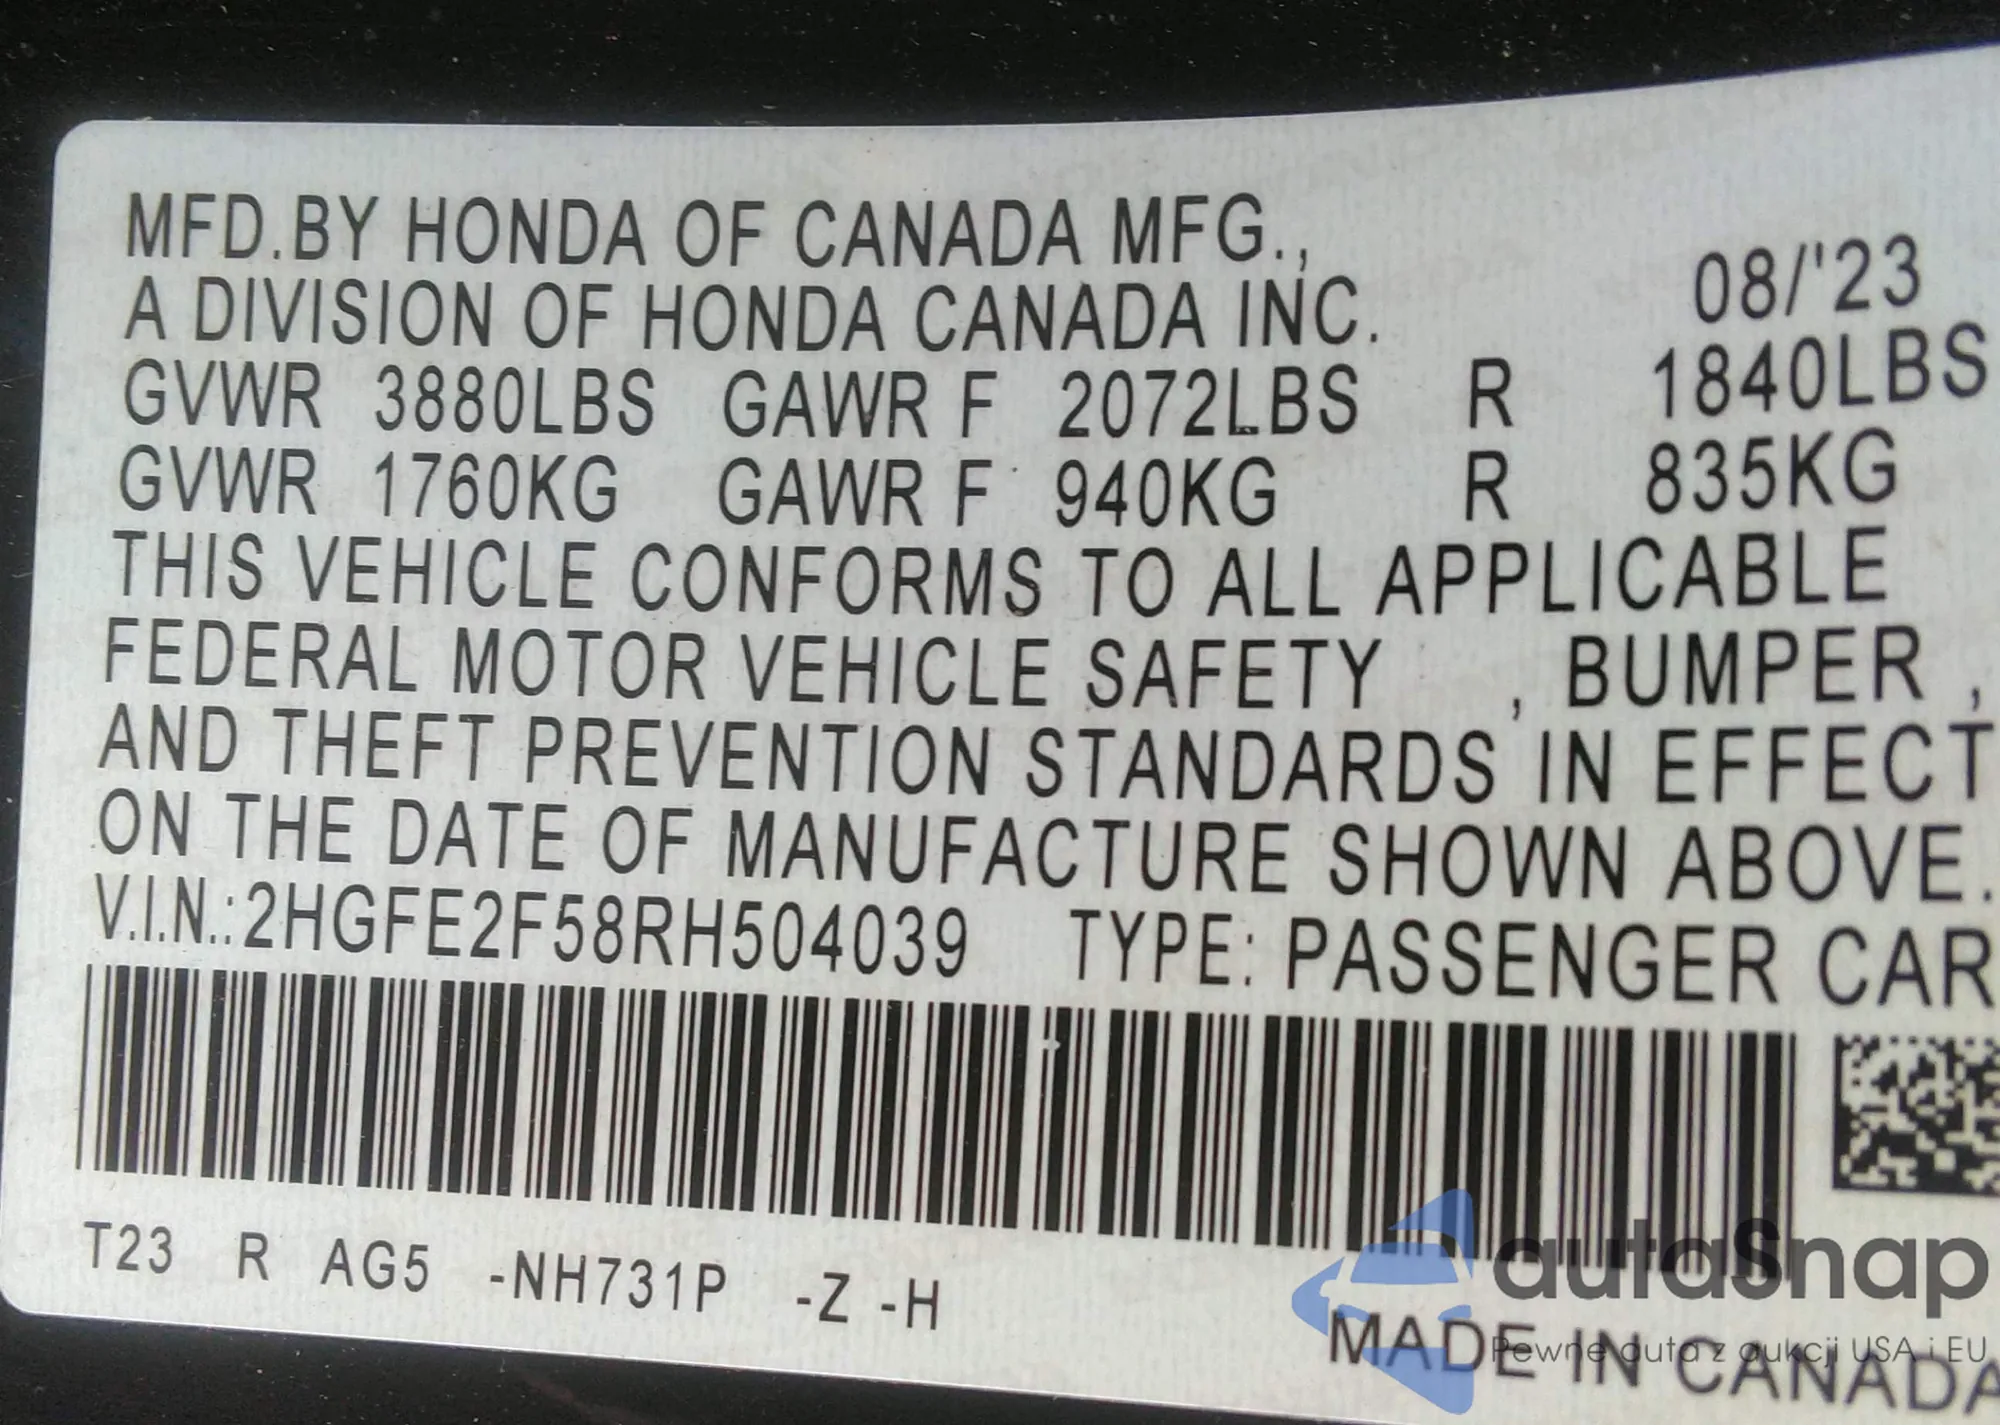 MFD.BY HONDA OF CANADA MFG.,
A DIVISION OF HONDA CANADA INC. 08/'23
GVWR 3880LBS GAWR F 2072LBS R 1840LBS
GVWR 1760KG GAWR F 940KG R 835KG
THIS VEHICLE CONFORMS TO ALL APPLICABLE
FEDERAL MOTOR VEHICLE SAFETY , BUMPER ,
AND THEFT PREVENTION STANDARDS IN EFFECT
ON THE DATE OF MANUFACTURE SHOWN ABOVE.
V.I.N.:2HGFE2F58RH504039 TYPE: PASSENGER CAR
T23 R AG5 -NH731P -Z -H
autaSnap
MADE IN CANADA
Pewne auta z aukcji USA i EU